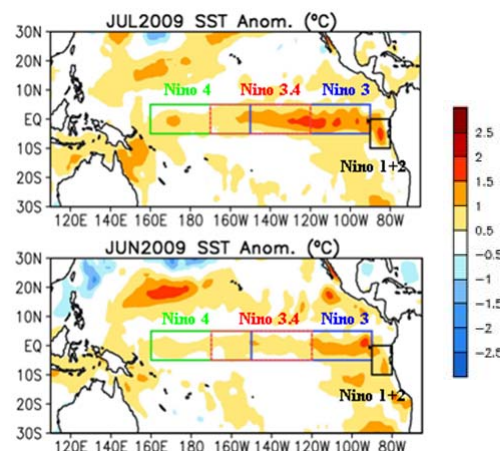 JUL2009 SST Anom. (°C)
30N
20N
10N
EQ
10S
20S
30S
Nino 4
Nino 3.4
Nino 3
Nino 1+2
120E 140E 160E 180 160W 140W 120W 100W 80W
JUN2009 SST Anom. (°C)
30N
20N
10N
EQ
10S
20S
30S
Nino 4
Nino 3.4
Nino 3
Nino 1+2
120E 140E 160E 180 160W 140W 120W 100W 80W
2.5
2
1.5
1
0.5
-0.5
-1
-1.5
-2
-2.5